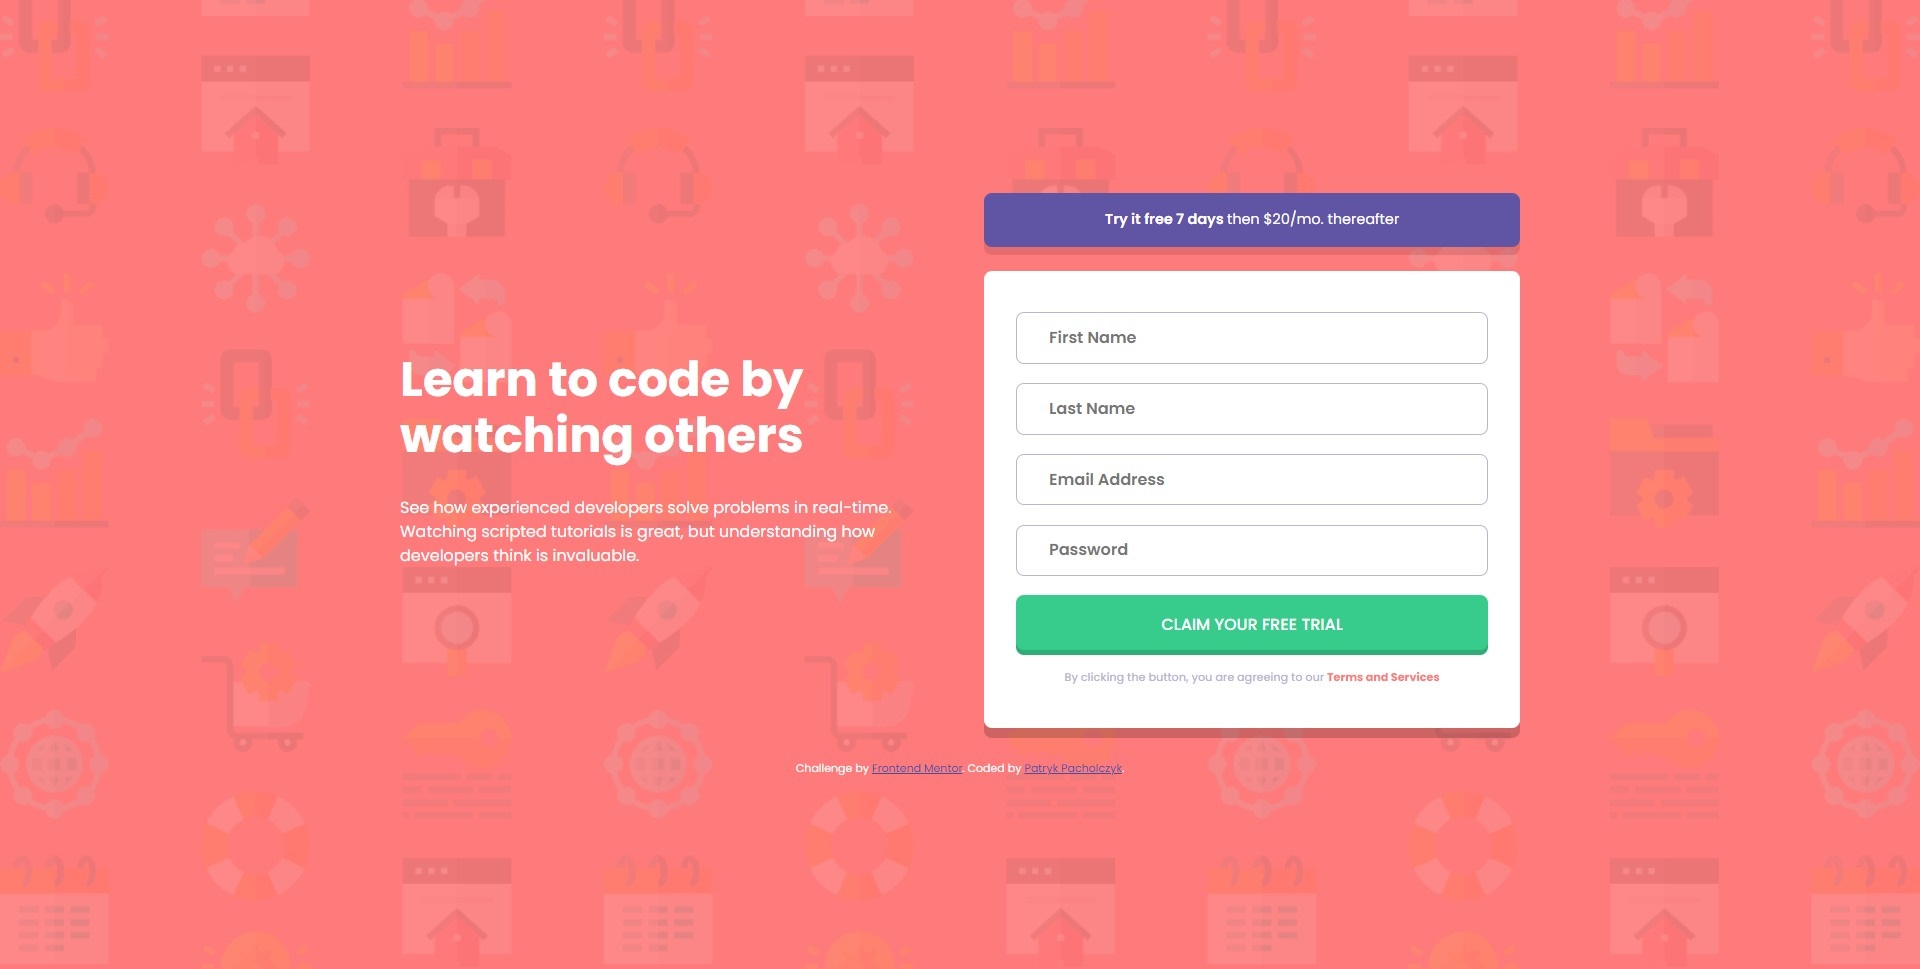 Try it free 7 days then $20/mo. thereafter
Learn to code by
watching others
See how experienced developers solve problems in real-time.
Watching scripted tutorials is great, but understanding how
developers think is invaluable.
First Name
Last Name
Email Address
Password
CLAIM YOUR FREE TRIAL
By clicking the button, you are agreeing to our Terms and Services
Challenge by Frontend Mentor. Coded by Patryk Pacholczyk.